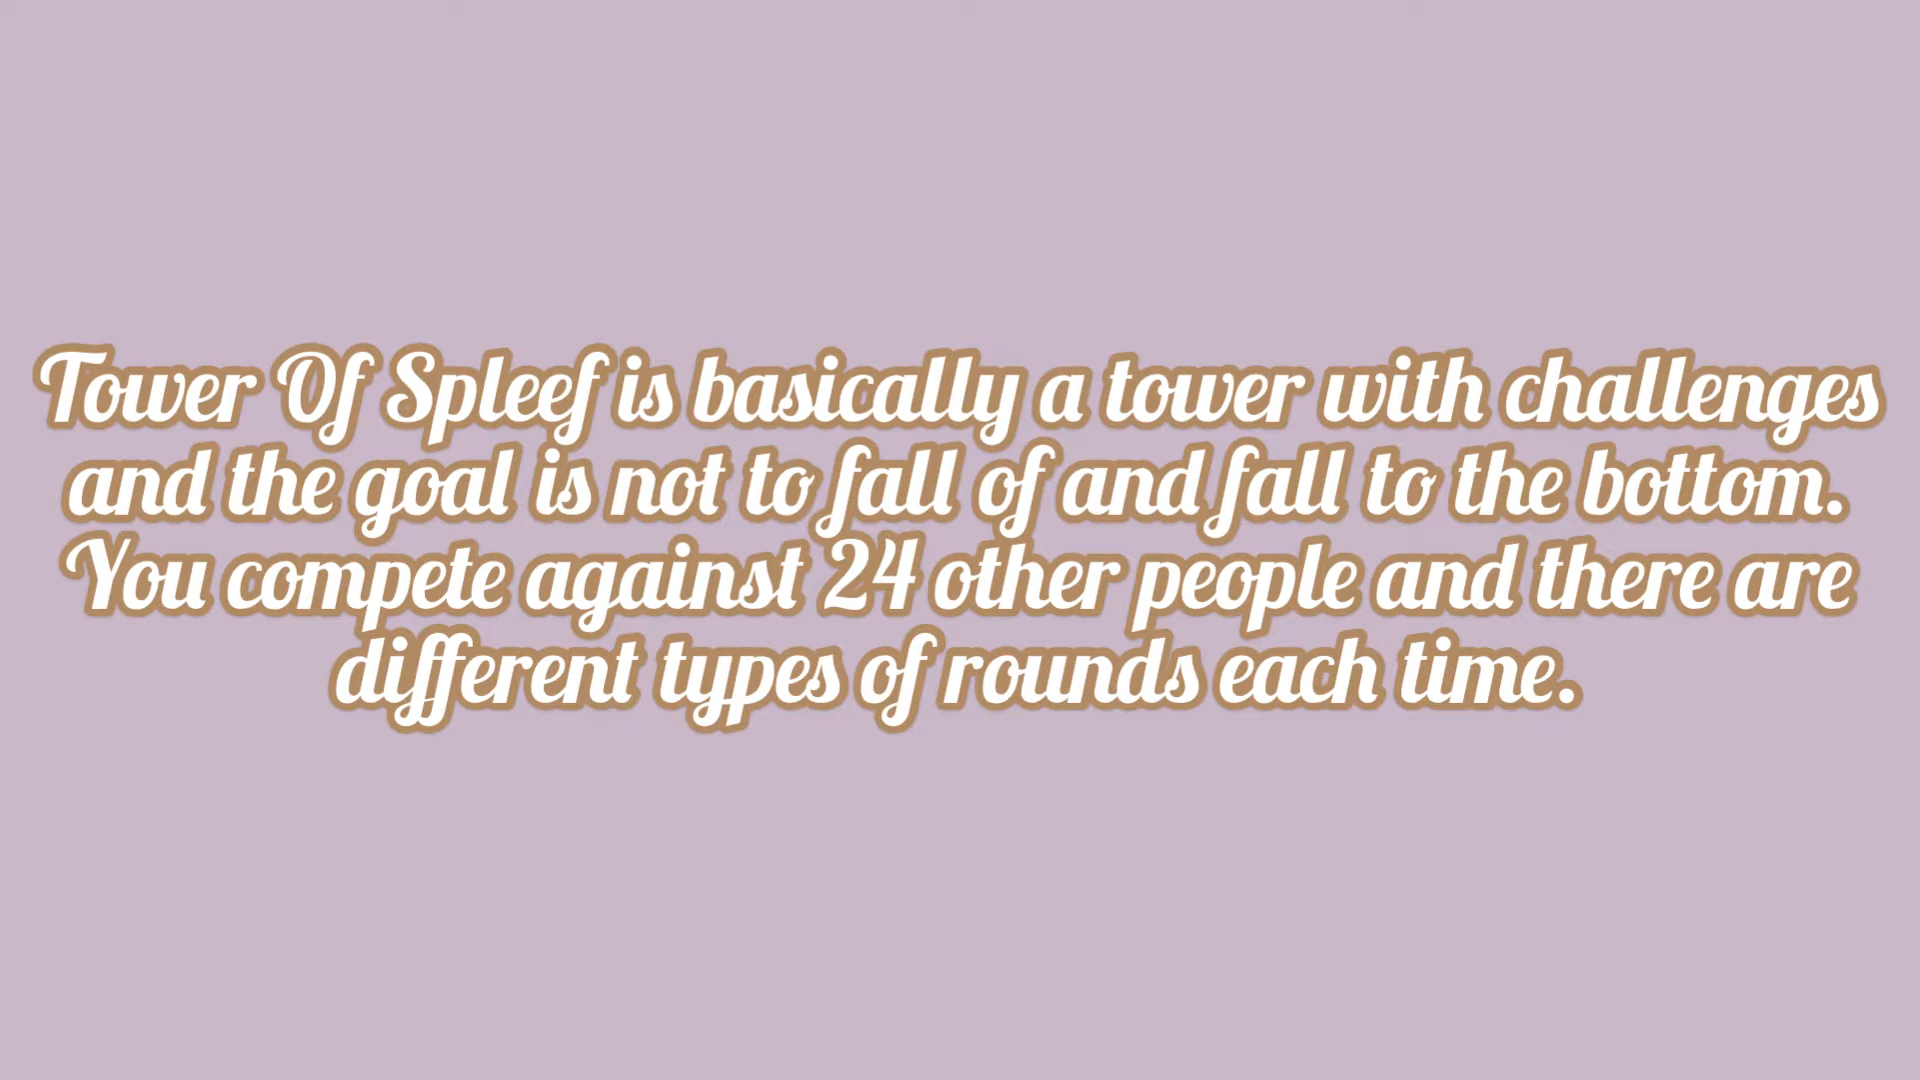 Tower Of Spleef is basically a tower with challenges
and the goal is not to fall of and fall to the bottom.
You compete against 24 other people and there are
different types of rounds each time.